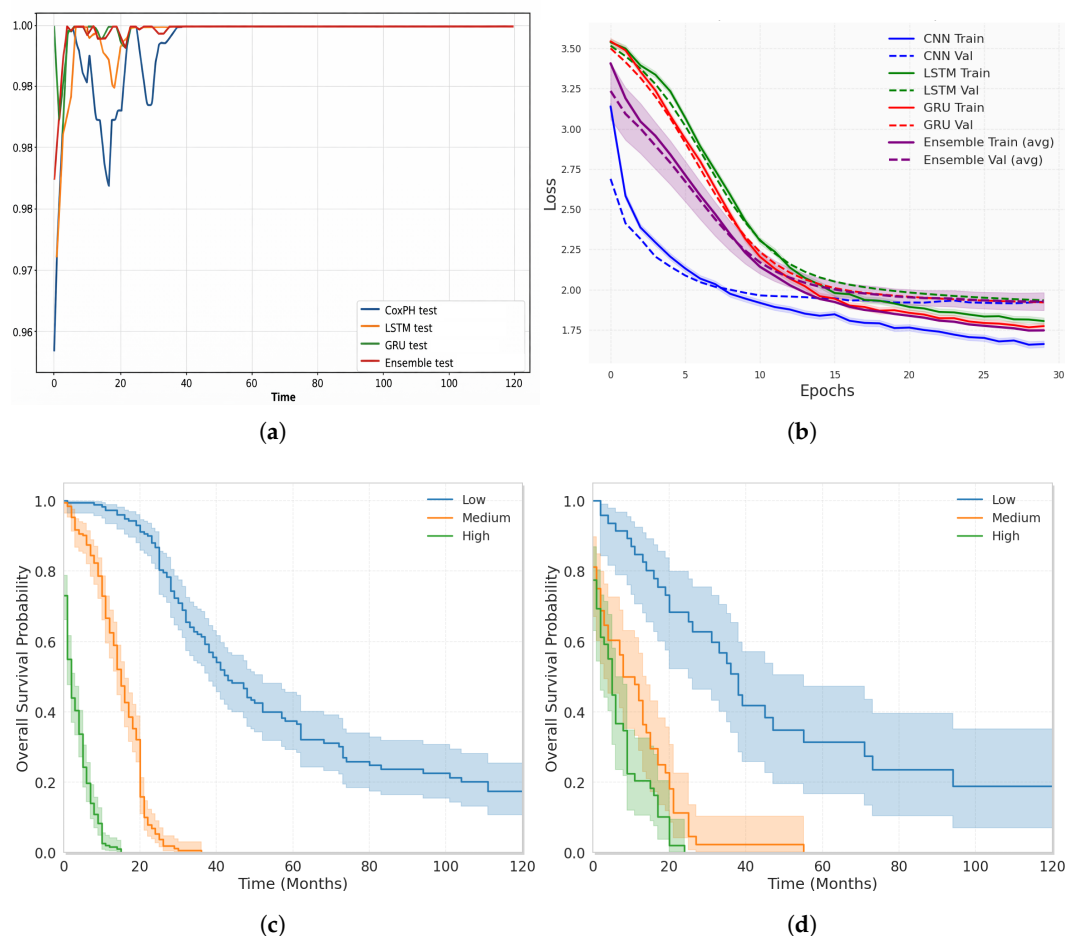 1.00
0.98
0.98
0.98
0.97
0.96
0 20 40 60 80 100 100 120
Time
CoxPH test
LSTM test
GRU test
Ensemble test
(a)
3.50
3.25
3.00
2.75
2.50
2.25
2.00
1.75
Loss
0 5 10 15 20 25 30
Epochs
CNN Train
CNN Val
LSTM Train
LSTM Val
GRU Train
GRU Val
Ensemble Train (avg)
Ensemble Val (avg)
(b)
1.0
0.8
0.6
0.4
0.2
0.0
Overall Survival Probability
0 20 40 60 80 100 120
Time (Months)
Low
Medium
High
(c)
1.0
0.8
0.6
0.4
0.2
0.0
Overall Survival Probability
0 20 40 60 80 100 120
Time (Months)
Low
Medium
High
(d)